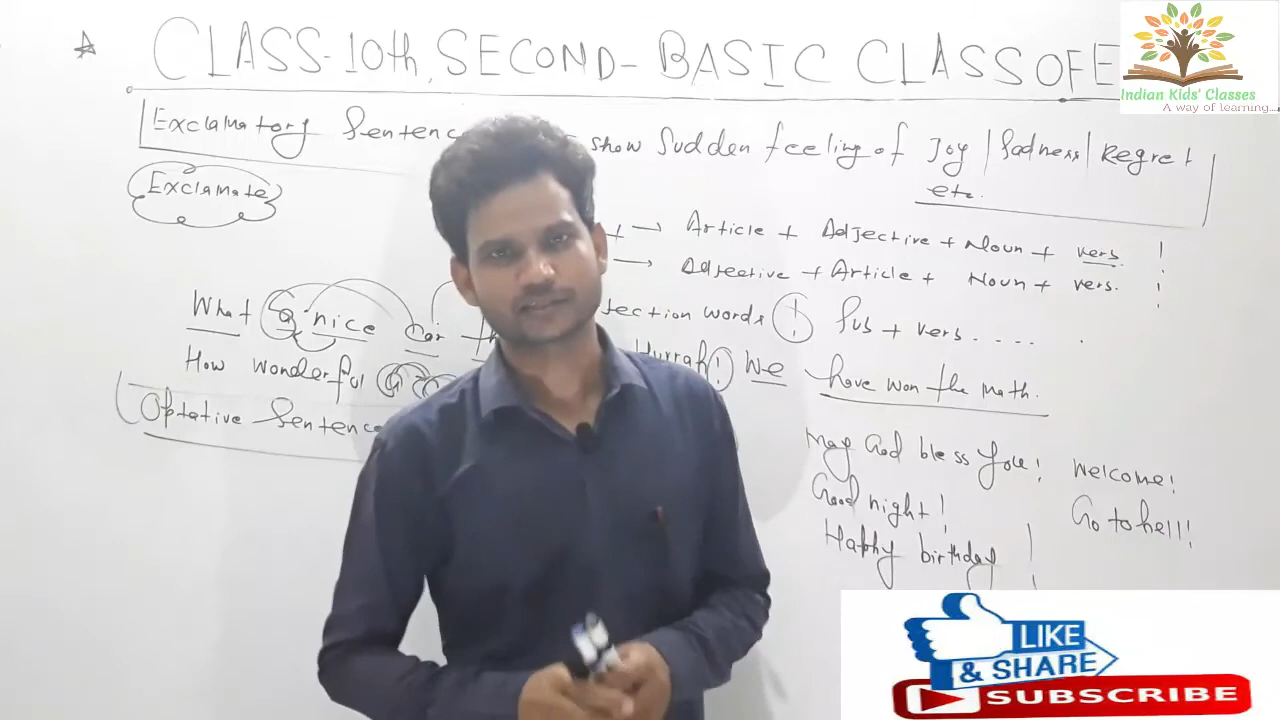 CLASS-10th, SECOND- BASIC CLASS OF E
Indian Kids' Classes
A way of learning....
Exclamatory Sentenc show Sudden feeling of Joy | Sadness | Regret
etc.
Exclamate
+ → Article + Adjective + Noun + verb. !
→ Adjective + Article + Noun + verb. !
What a nice Car th jection words ! Sub + verb.....
How wonderful Hurrah! We have won the math.
Optative Sentence
May God bless you! Welcome!
Good night! Go to hell!
Happy birthday !
LIKE
& SHARE
SUBSCRIBE